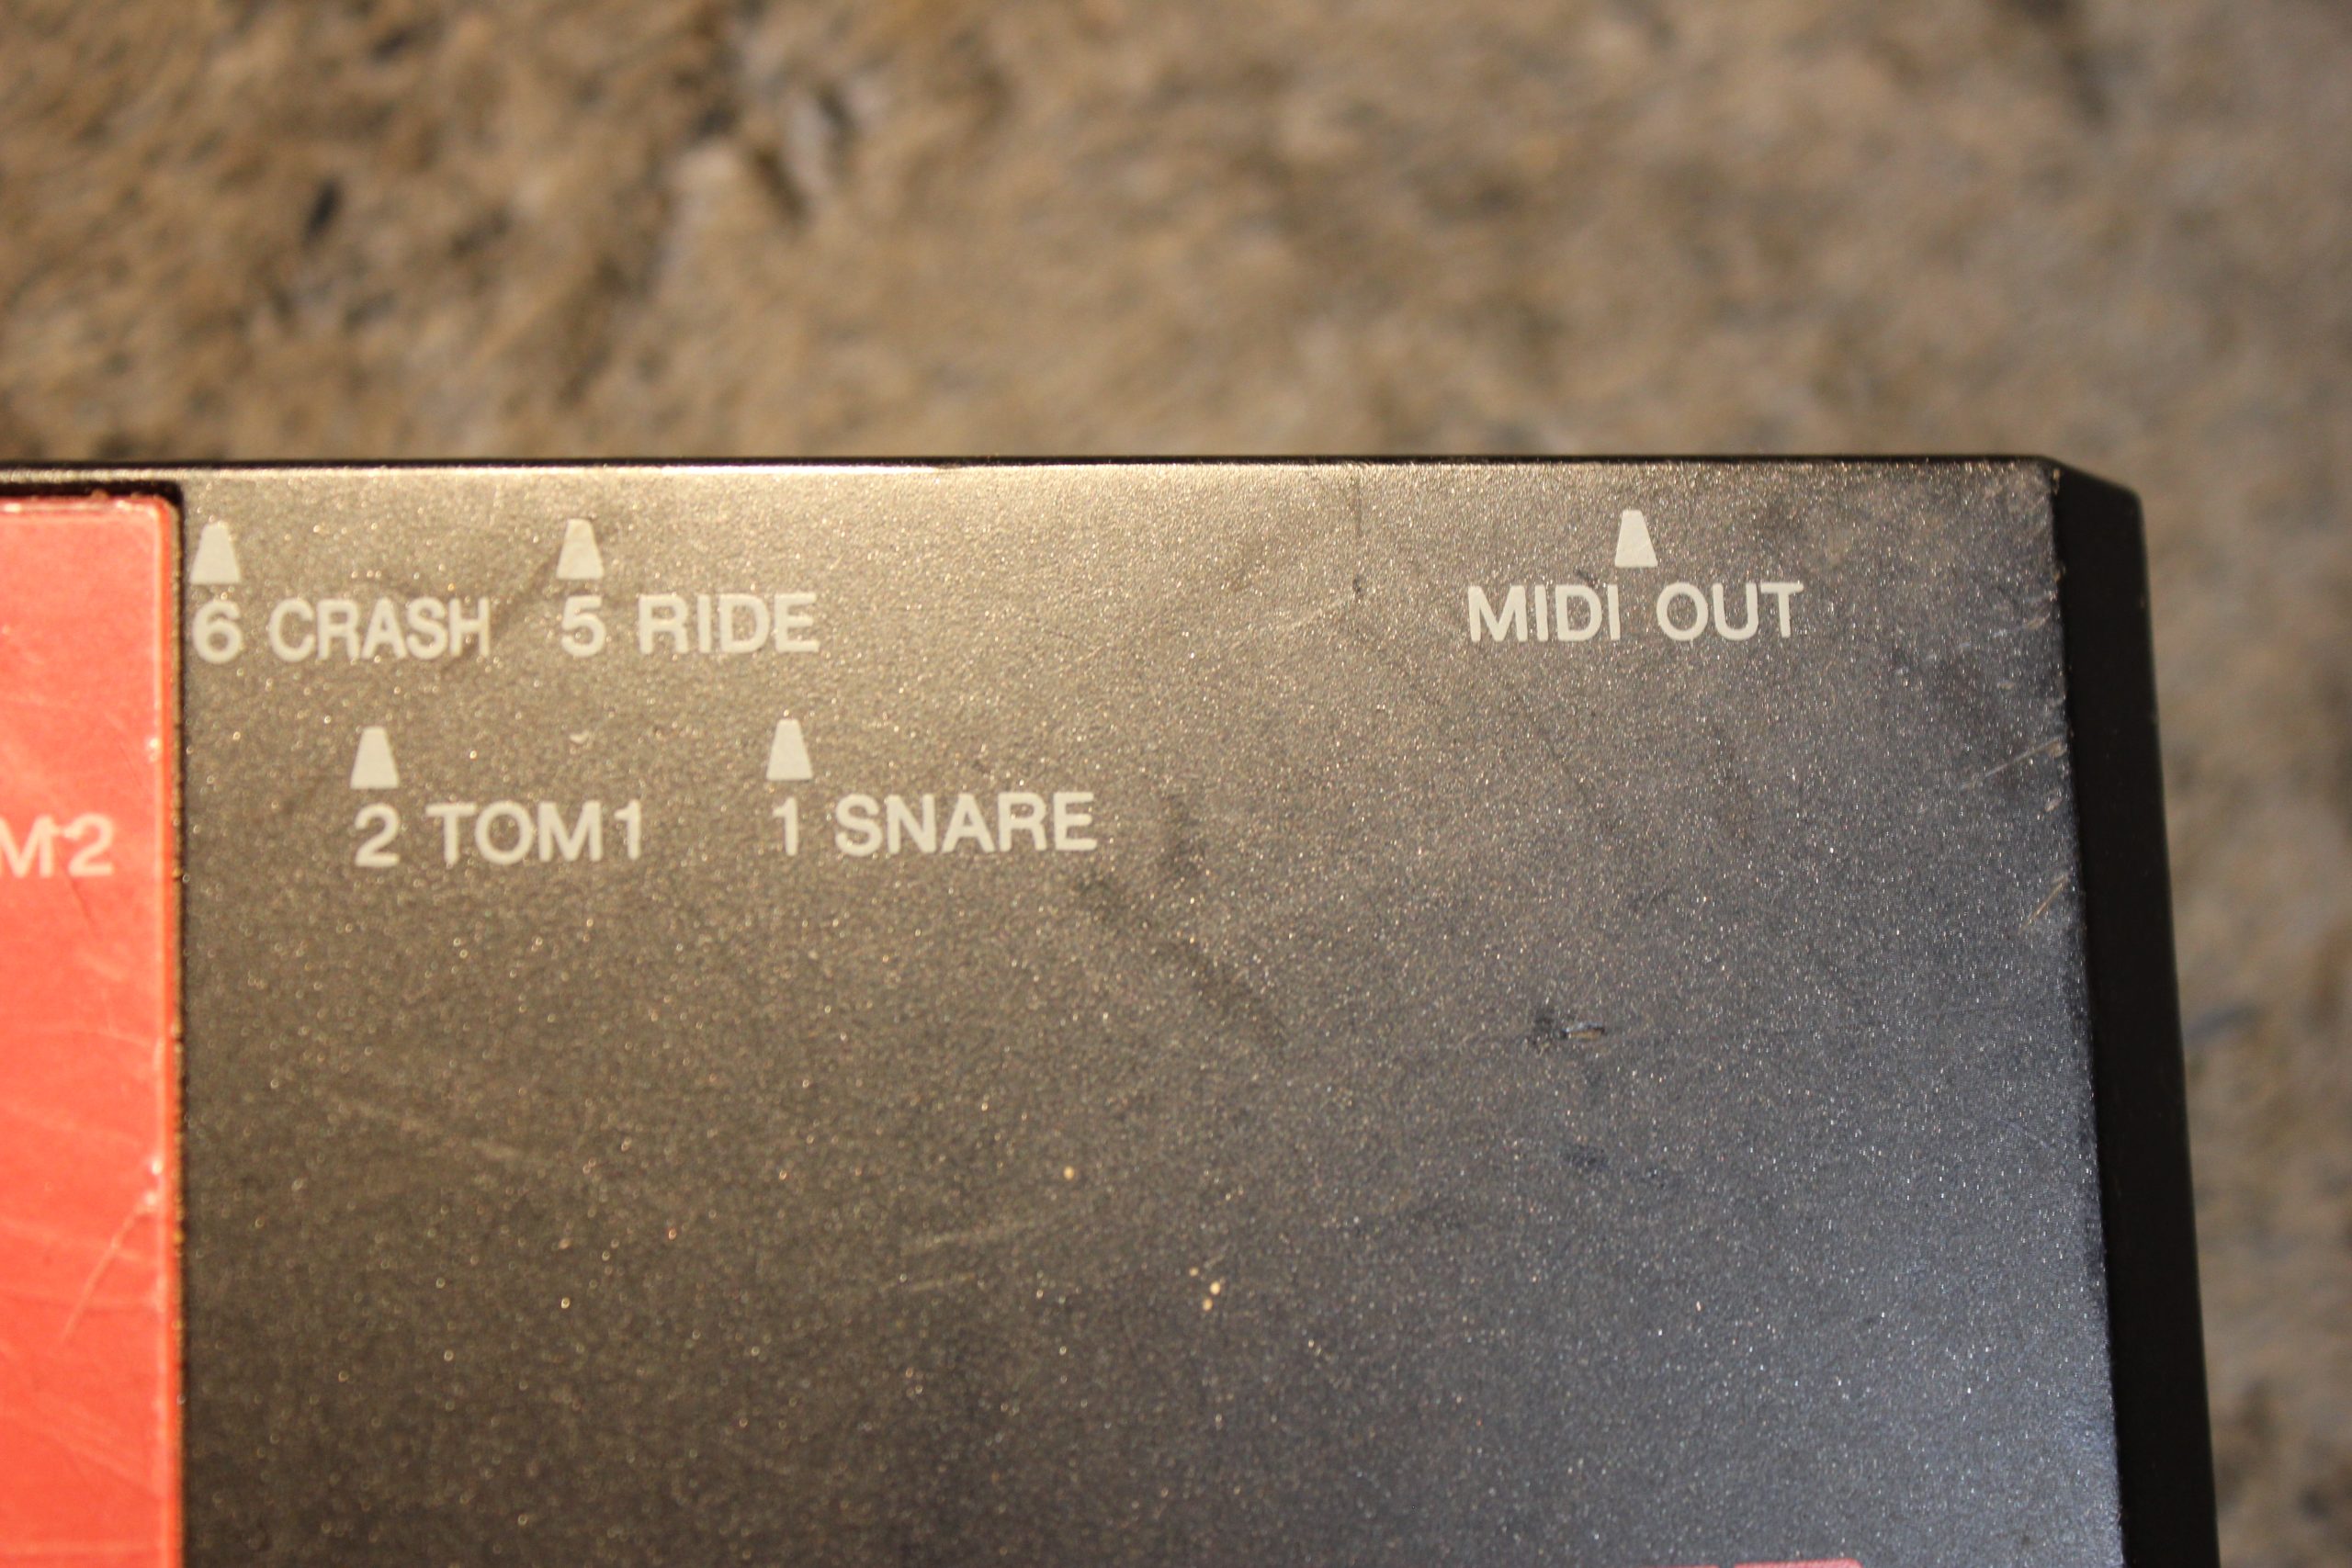 6 CRASH 5 RIDE MIDI OUT
2 TOM1 1 SNARE
M2